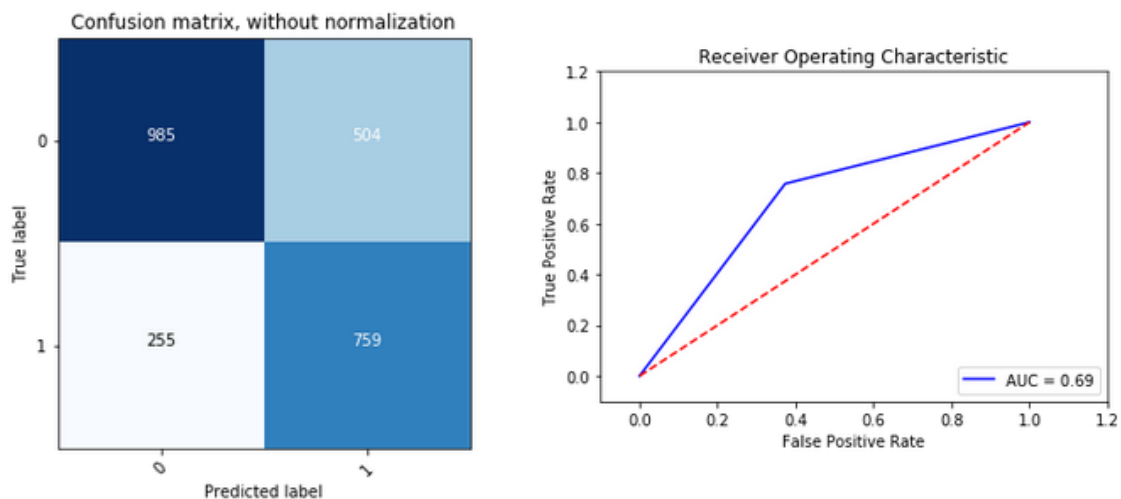 Confusion matrix, without normalization
0
985
504
1
255
759
True label
0
1
Predicted label
Receiver Operating Characteristic
1.2
1.0
0.8
0.6
0.4
0.2
0.0
True Positive Rate
AUC = 0.69
0.0 0.2 0.4 0.6 0.8 1.0 1.2
False Positive Rate